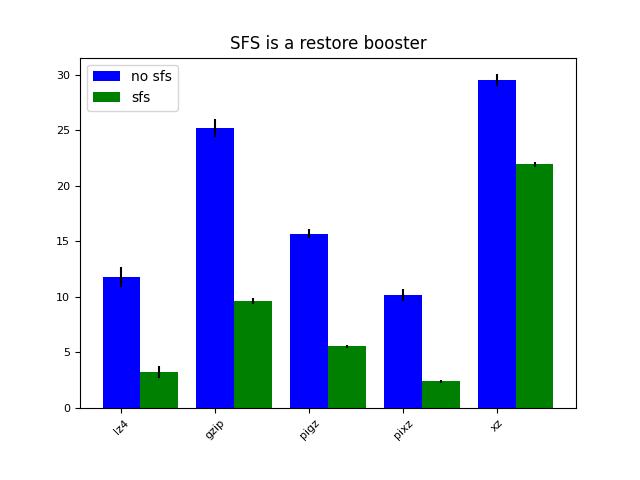 SFS is a restore booster
no sfs
sfs
30
25
20
15
10
5
0
lz4
gzip
pigz
pixz
xz